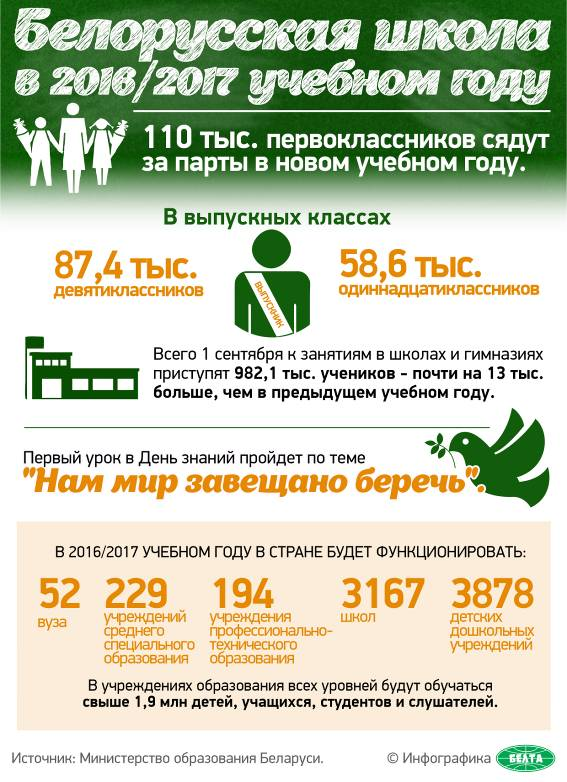 Белорусская школа
в 2016/2017 учебном году
110 тыс. первоклассников сядут
за парты в новом учебном году.
В выпускных классах
87,4 тыс.
девятиклассников
ВЫПУСКНИК
58,6 тыс.
одиннадцатиклассников
Всего 1 сентября к занятиям в школах и гимназиях
приступят 982,1 тыс. учеников - почти на 13 тыс.
больше, чем в предыдущем учебном году.
Первый урок в День знаний пройдет по теме
"Нам мир завещано беречь".
В 2016/2017 УЧЕБНОМ ГОДУ В СТРАНЕ БУДЕТ ФУНКЦИОНИРОВАТЬ:
52
вуза
229
учреждений
среднего
специального
образования
194
учреждения
профессионально-
технического
образования
3167
школ
3878
детских
дошкольных
учреждений
В учреждениях образования всех уровней будут обучаться
свыше 1,9 млн детей, учащихся, студентов и слушателей.
Источник: Министерство образования Беларуси.
© Инфографика БЕЛТА